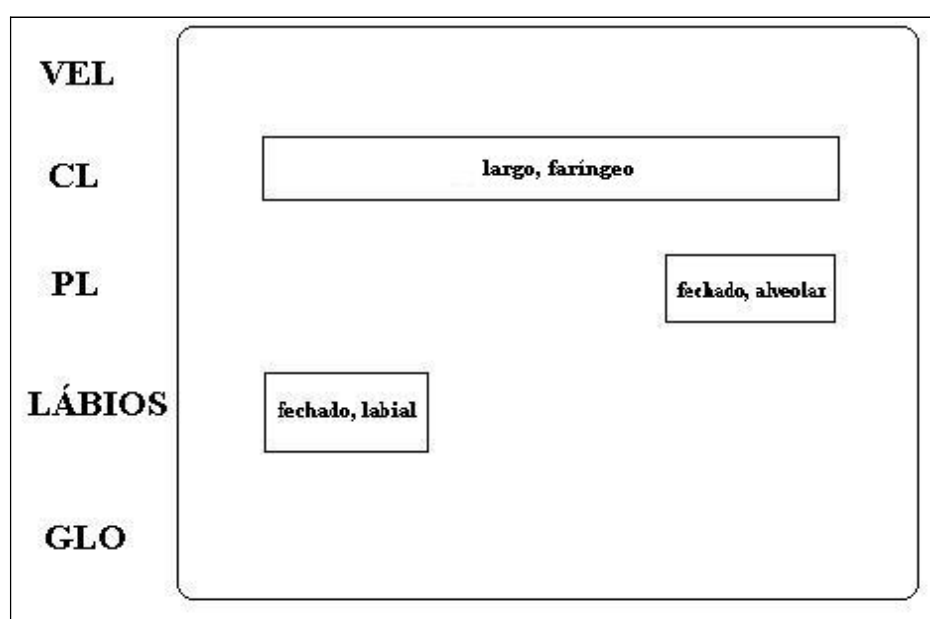 VEL
CL
largo, faríngeo
PL
fechado, alveolar
LÁBIOS
fechado, labial
GLO